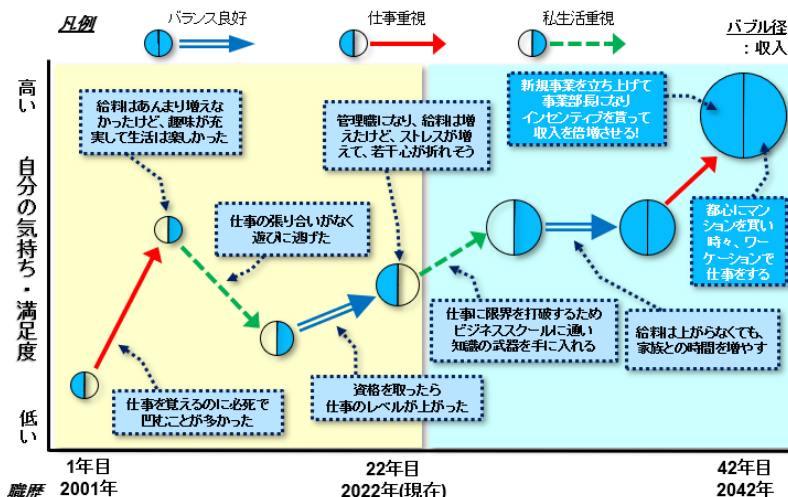 凡例
バランス良好
仕事重視
私生活重視
バブル径
：収入
高い
自分の気持ち・満足度
低い
給料はあんまり増えな
かったけど、趣味が充
実して生活は楽しかった
管理職になり、給料は増
えたけど、ストレスが増
えて、若干心が折れそう
新規事業を立ち上げて
事業部長になり
インセンティブを貰って
収入を倍増させる!
仕事の張り合いがなく
遊びに逃げた
都心にマン
ションを買い
時々、ワー
ケーションで
仕事をする
仕事に限界を打破するため
ビジネススクールに通い
知識の武器を手に入れる
給料は上がらなくても、
家族との時間を増やす
仕事を覚えるのに必死で
凹むことが多かった
資格を取ったら
仕事のレベルが上がった
1年目
22年目
42年目
職歴
2001年
2022年(現在)
2042年